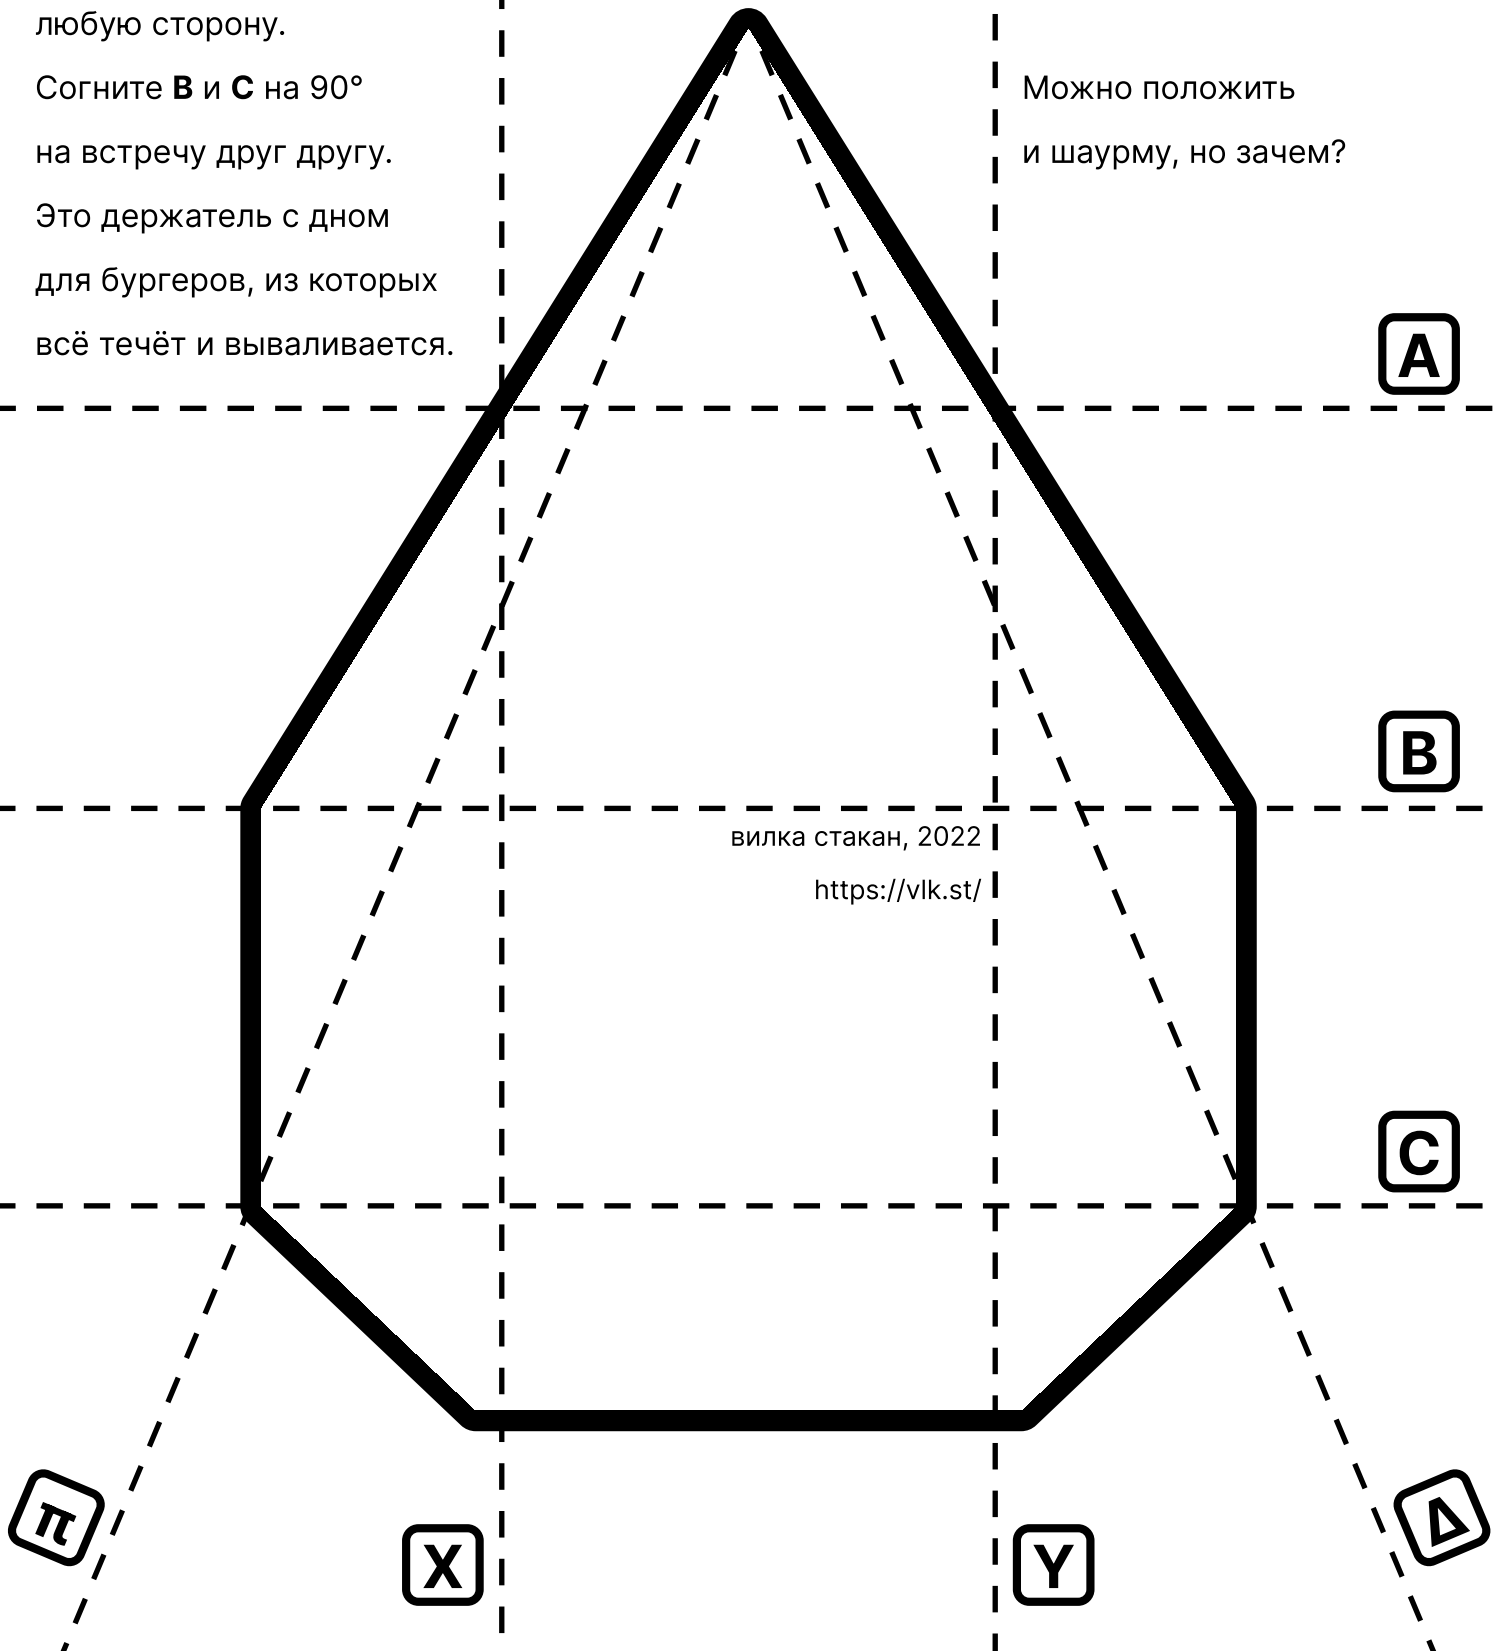 любую сторону.
Согните B и C на 90°
на встречу друг другу.
Это держатель с дном
для бургеров, из которых
всё течёт и вываливается.
Можно положить
и шаурму, но зачем?
A
B
вилка стакан, 2022
https://vlk.st/
C
π
X
Y
Δ